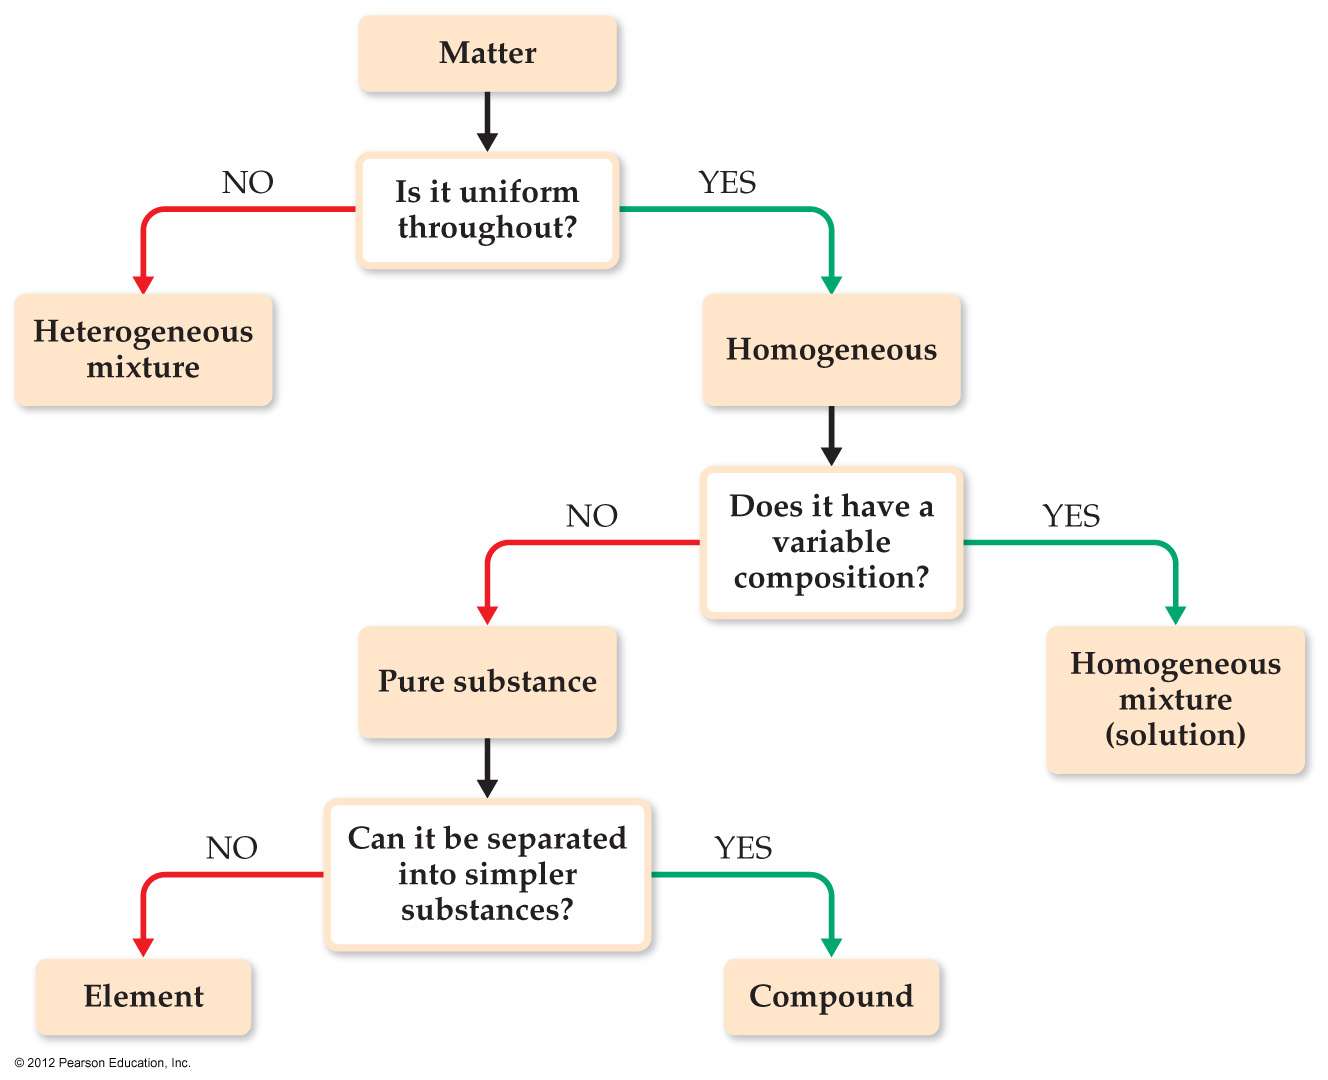 Matter
NO
YES
Is it uniform
throughout?
Heterogeneous
mixture
Homogeneous
NO
YES
Does it have a
variable
composition?
Pure substance
Homogeneous
mixture
(solution)
NO
YES
Can it be separated
into simpler
substances?
Element
Compound
© 2012 Pearson Education, Inc.